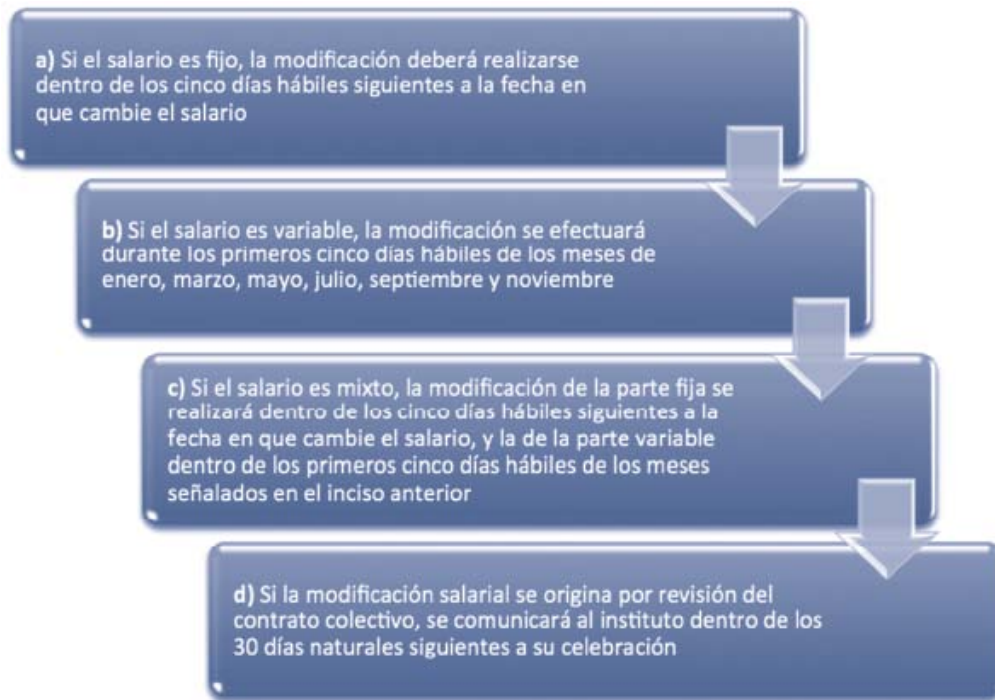 a) Si el salario es fijo, la modificación deberá realizarse
dentro de los cinco días hábiles siguientes a la fecha en
que cambie el salario
b) Si el salario es variable, la modificación se efectuará
durante los primeros cinco días hábiles de los meses de
enero, marzo, mayo, julio, septiembre y noviembre
c) Si el salario es mixto, la modificación de la parte fija se
realizará dentro de los cinco días hábiles siguientes a la
fecha en que cambie el salario, y la de la parte variable
dentro de los primeros cinco días hábiles de los meses
señalados en el inciso anterior
d) Si la modificación salarial se origina por revisión del
contrato colectivo, se comunicará al instituto dentro de los
30 días naturales siguientes a su celebración